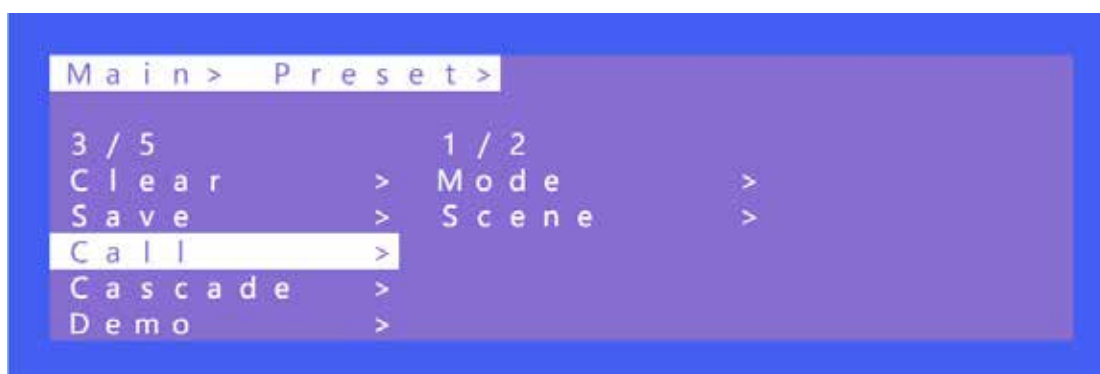 Main> Preset>
3/5 1/2
Clear > Mode >
Save > Scene >
Call >
Cascade >
Demo >